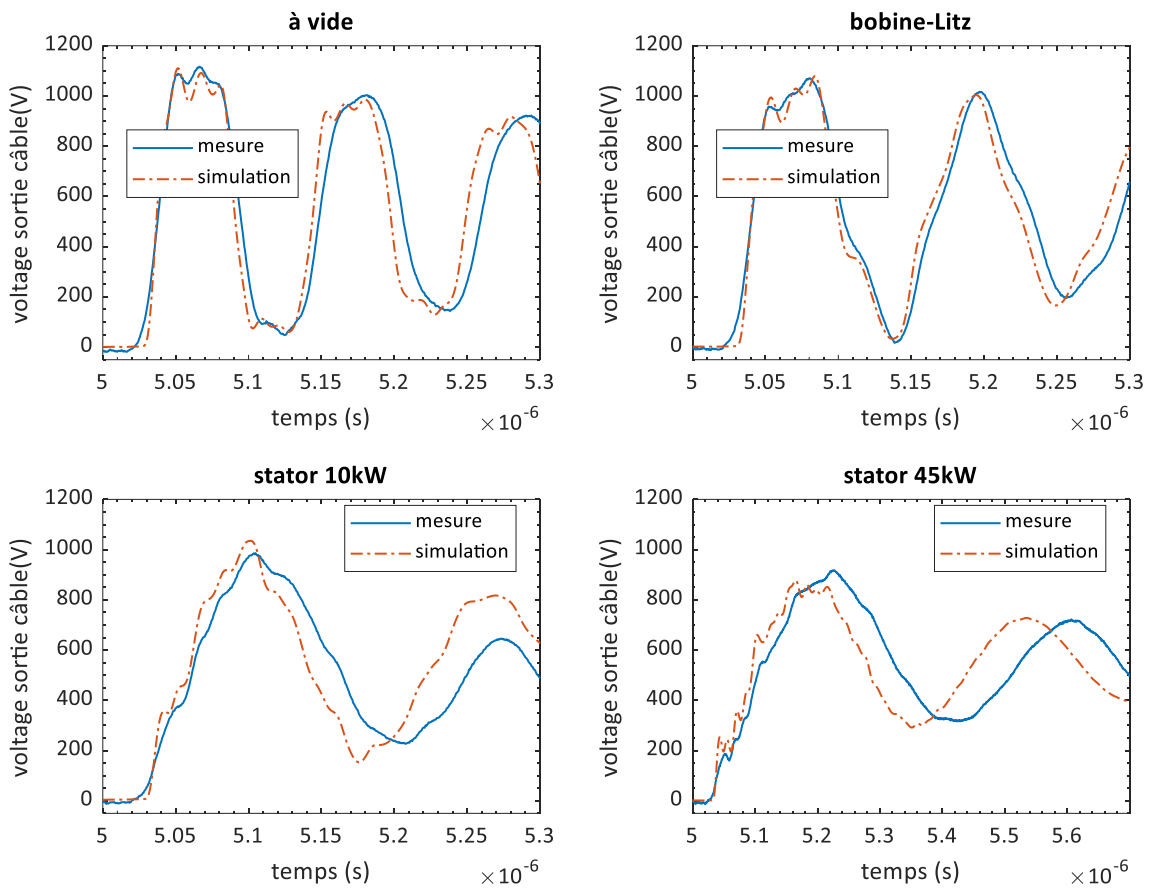 à vide
voltage sortie câble(V)
1200
1000
800
600
400
200
0
mesure
simulation
5 5.05 5.1 5.15 5.2 5.25 5.3
temps (s)
×10-6
bobine-Litz
voltage sortie câble(V)
1200
1000
800
600
400
200
0
mesure
simulation
5 5.05 5.1 5.15 5.2 5.25 5.3
temps (s)
×10-6
stator 10kW
voltage sortie câble(V)
1200
1000
800
600
400
200
0
mesure
simulation
5 5.05 5.1 5.15 5.2 5.25 5.3
temps (s)
×10-6
stator 45kW
voltage sortie câble(V)
1200
1000
800
600
400
200
0
mesure
simulation
5 5.1 5.2 5.3 5.4 5.5 5.6
temps (s)
×10-6